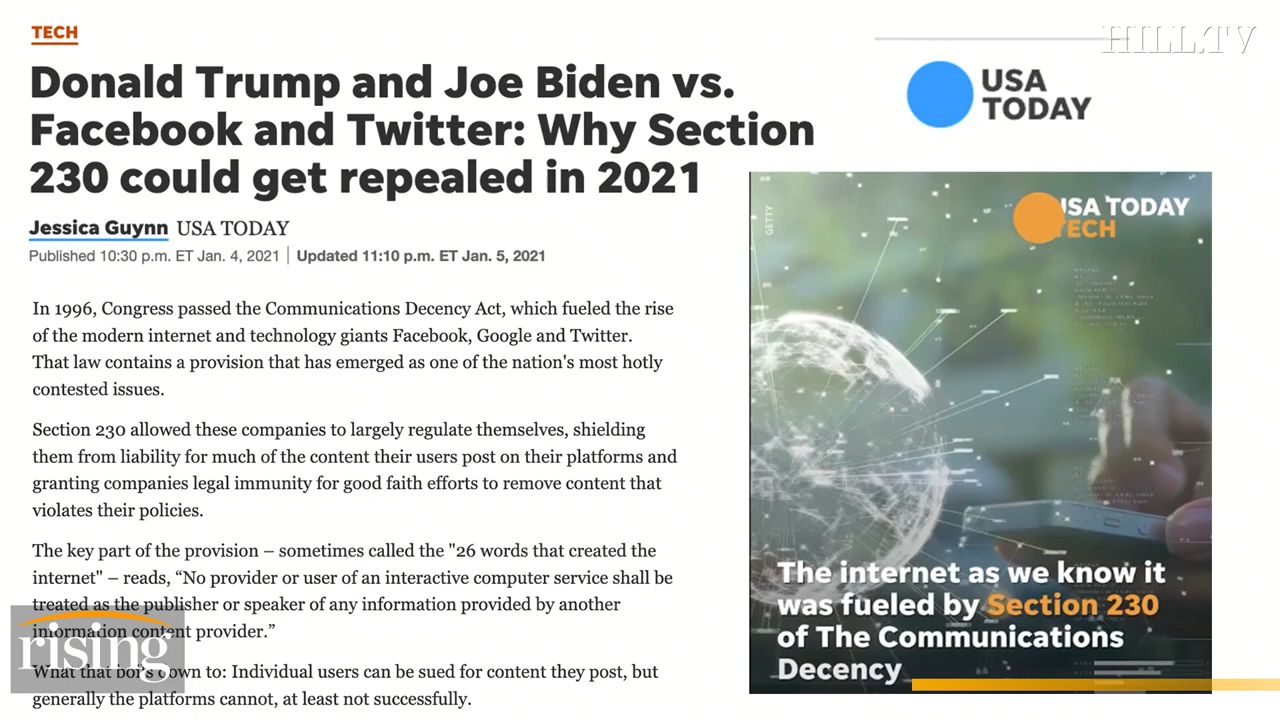 TECH
HILL.TV
Donald Trump and Joe Biden vs.
Facebook and Twitter: Why Section
230 could get repealed in 2021
USA
TODAY
Jessica Guynn USA TODAY
Published 10:30 p.m. ET Jan. 4, 2021 | Updated 11:10 p.m. ET Jan. 5, 2021
In 1996, Congress passed the Communications Decency Act, which fueled the rise
of the modern internet and technology giants Facebook, Google and Twitter.
That law contains a provision that has emerged as one of the nation's most hotly
contested issues.
Section 230 allowed these companies to largely regulate themselves, shielding
them from liability for much of the content their users post on their platforms and
granting companies legal immunity for good faith efforts to remove content that
violates their policies.
The key part of the provision – sometimes called the "26 words that created the
internet" – reads, “No provider or user of an interactive computer service shall be
treated as the publisher or speaker of any information provided by another
information content provider.”
What that boils down to: Individual users can be sued for content they post, but
generally the platforms cannot, at least not successfully.
rising
GETTY
USA TODAY
TECH
The internet as we know it
was fueled by Section 230
of The Communications
Decency